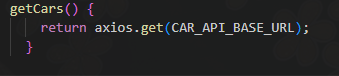 getCars() {
return axios.get(CAR_API_BASE_URL);
}